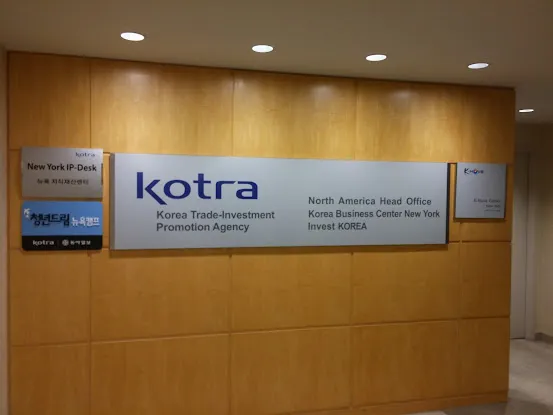 kotra
New York IP-Desk
뉴욕 지식재산센터
청년드림 뉴욕캠프
kotra 동아일보
kotra
Korea Trade-Investment
Promotion Agency
North America Head Office
Korea Business Center New York
Invest KOREA